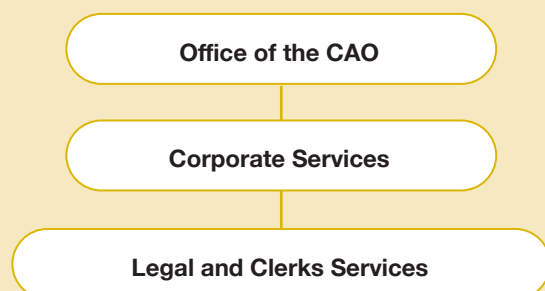 Office of the CAO
Corporate Services
Legal and Clerks Services